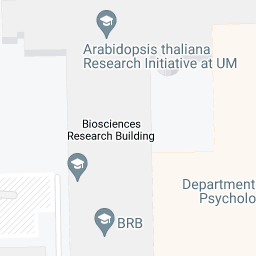 Arabidopsis thaliana
Research Initiative at UM
Biosciences
Research Building
Department
Psycholo
BRB